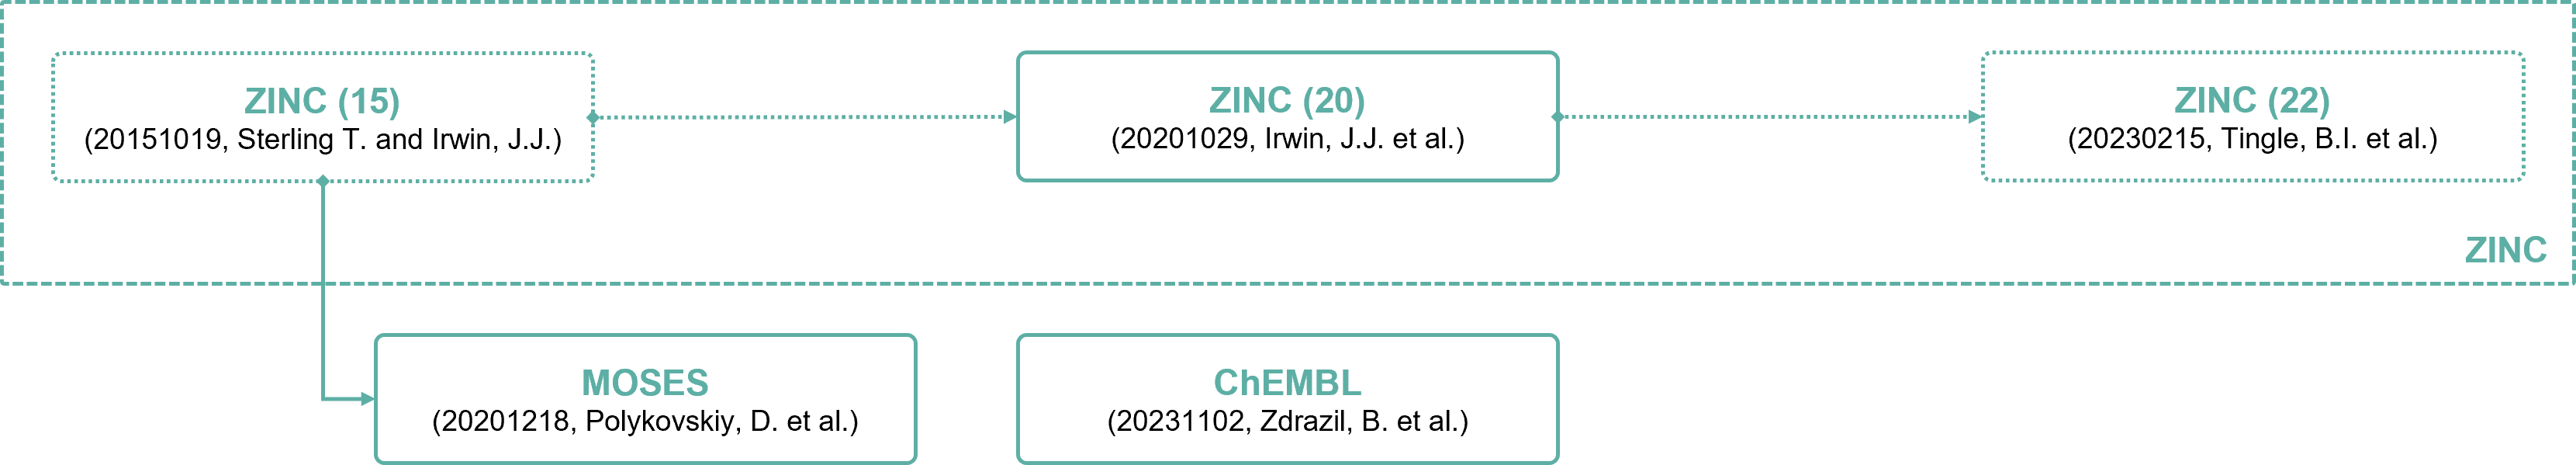 ZINC (15)
(20151019, Sterling T. and Irwin, J.J.)
ZINC (20)
(20201029, Irwin, J.J. et al.)
ZINC (22)
(20230215, Tingle, B.I. et al.)
ZINC
MOSES
(20201218, Polykovskiy, D. et al.)
ChEMBL
(20231102, Zdrazil, B. et al.)